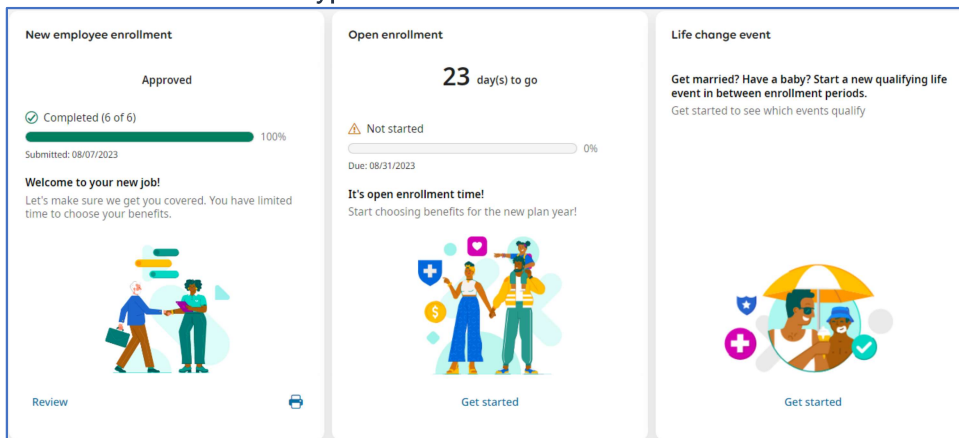 New employee enrollment
Approved
Completed (6 of 6)
100%
Submitted: 08/07/2023
Welcome to your new job!
Let's make sure we get you covered. You have limited
time to choose your benefits.
Review
Open enrollment
23 day(s) to go
Not started
0%
Due: 08/31/2023
It's open enrollment time!
Start choosing benefits for the new plan year!
$
Get started
Life change event
Get married? Have a baby? Start a new qualifying life
event in between enrollment periods.
Get started to see which events qualify
Get started